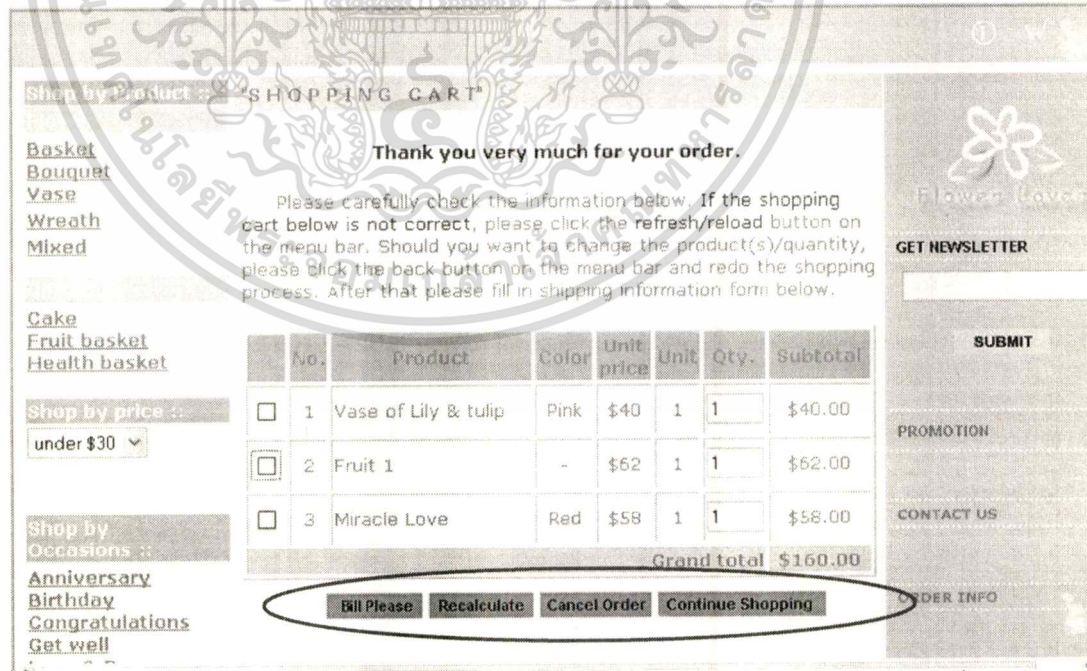 Shop by Product ::
Basket
Bouquet
Vase
Wreath
Mixed
Cake
Fruit basket
Health basket
Shop by price ::
under $30
Shop by
Occasions ::
Anniversary
Birthday
Congratulations
Get well
"SHOPPING CART"
Thank you very much for your order.
Please carefully check the information below. If the shopping
cart below is not correct, please click the refresh/reload button on
the menu bar. Should you want to change the product(s)/quantity,
please click the back button on the menu bar and redo the shopping
process. After that please fill in shipping information form below.
No. Product Color Unit price Unit Qty. Subtotal
1 Vase of Lily & tulip Pink $40 1 1 $40.00
2 Fruit 1 - $62 1 1 $62.00
3 Miracle Love Red $58 1 1 $58.00
Grand total $160.00
Bill Please Recalculate Cancel Order Continue Shopping
Flower Lover
GET NEWSLETTER
SUBMIT
PROMOTION
CONTACT US
ORDER INFO